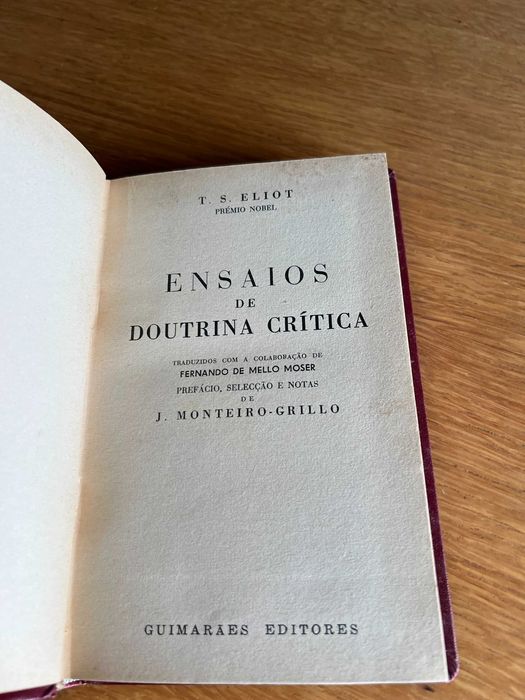 T. S. ELIOT
PRÉMIO NOBEL
ENSAIOS
DE
DOUTRINA CRÍTICA
TRADUZIDOS COM A COLABORAÇÃO DE
FERNANDO DE MELLO MOSER
PREFÁCIO, SELECÇÃO E NOTAS
DE
J. MONTEIRO-GRILLO
GUIMARÃES EDITORES